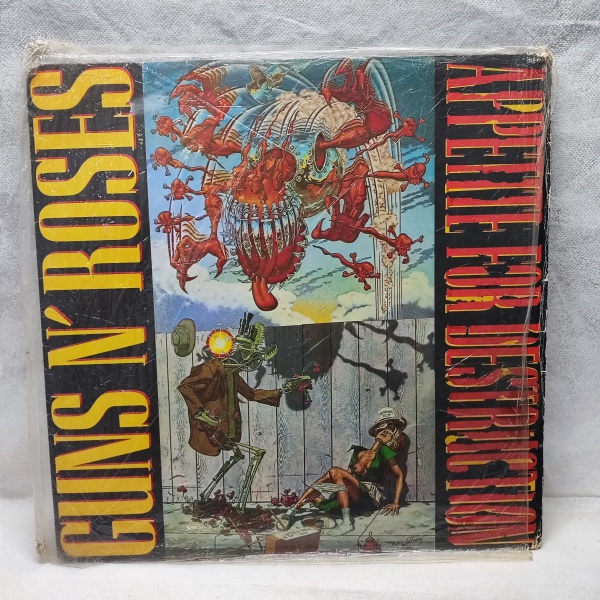 GUNS N' ROSES
APPETITE FOR DESTRUCTION